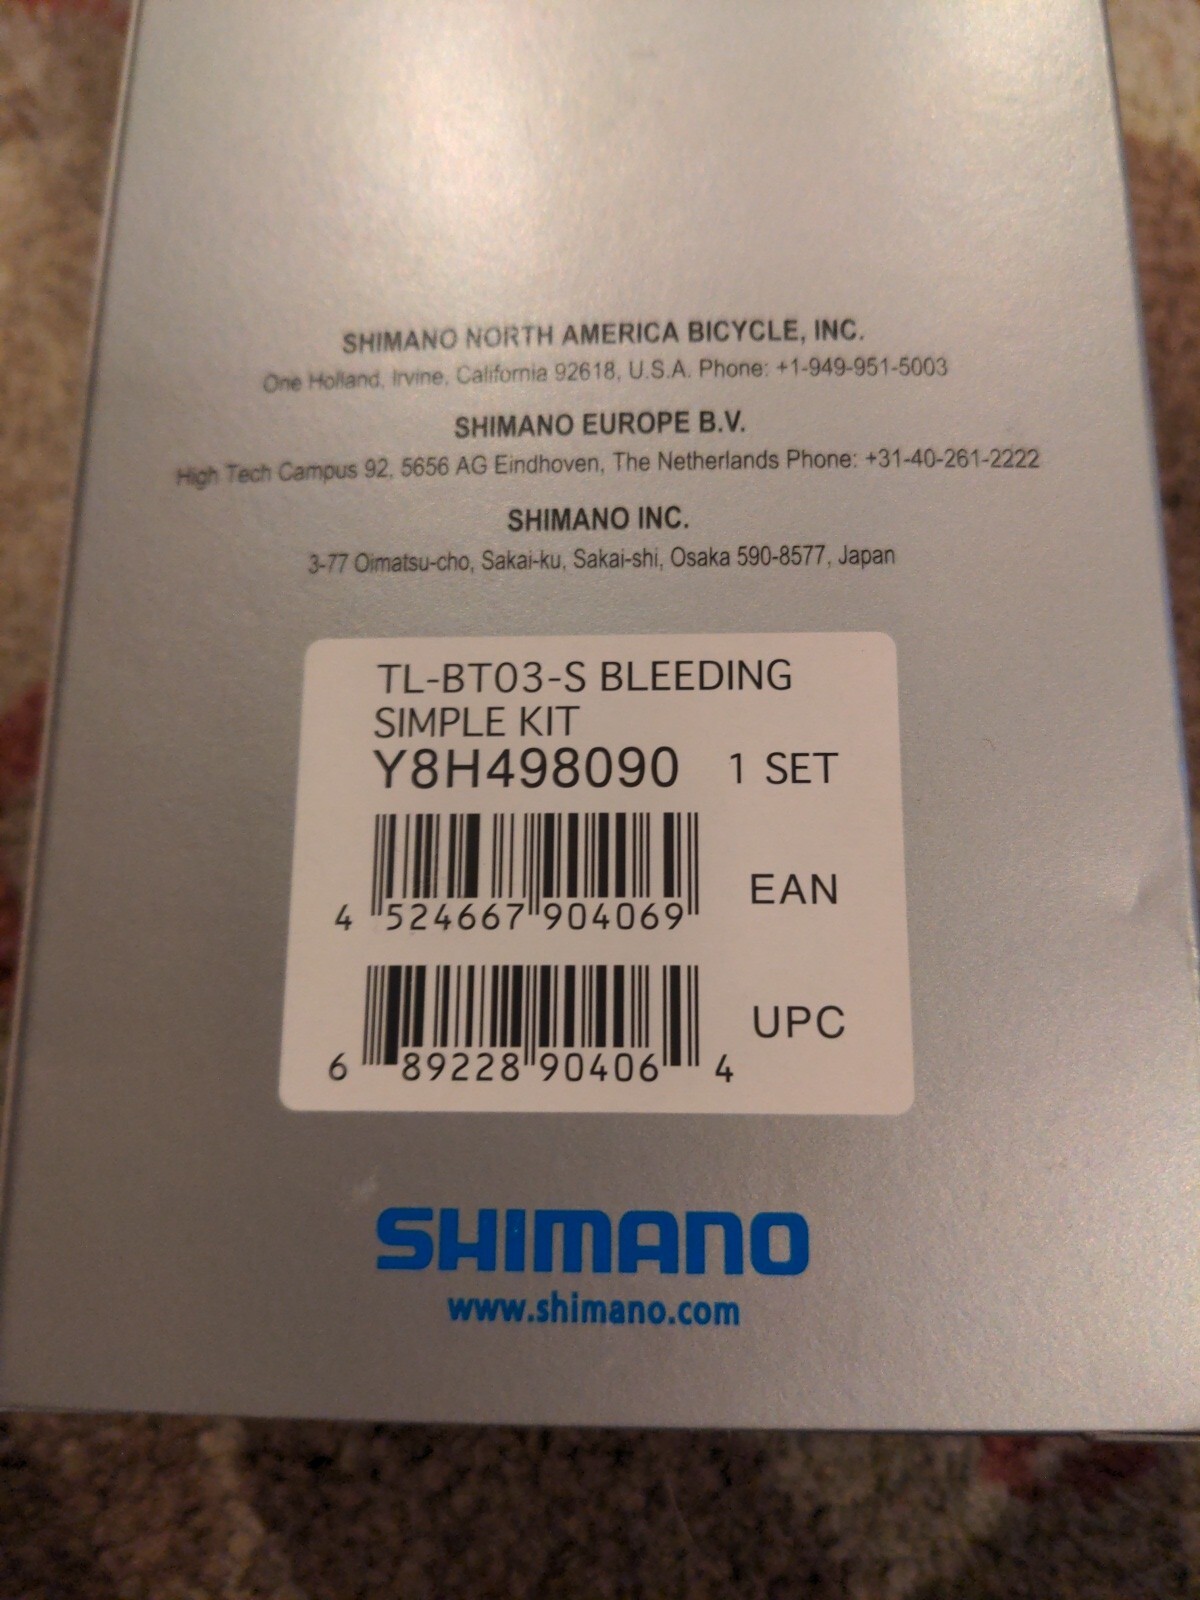 SHIMANO NORTH AMERICA BICYCLE, INC.
One Holland, Irvine, California 92618, U.S.A. Phone: +1-949-951-5003
SHIMANO EUROPE B.V.
High Tech Campus 92, 5656 AG Eindhoven, The Netherlands Phone: +31-40-261-2222
SHIMANO INC.
3-77 Oimatsu-cho, Sakai-ku, Sakai-shi, Osaka 590-8577, Japan
TL-BT03-S BLEEDING
SIMPLE KIT
Y8H498090 1 SET
4 524667 904069 EAN
6 89228 90406 4 UPC
SHIMANO
www.shimano.com